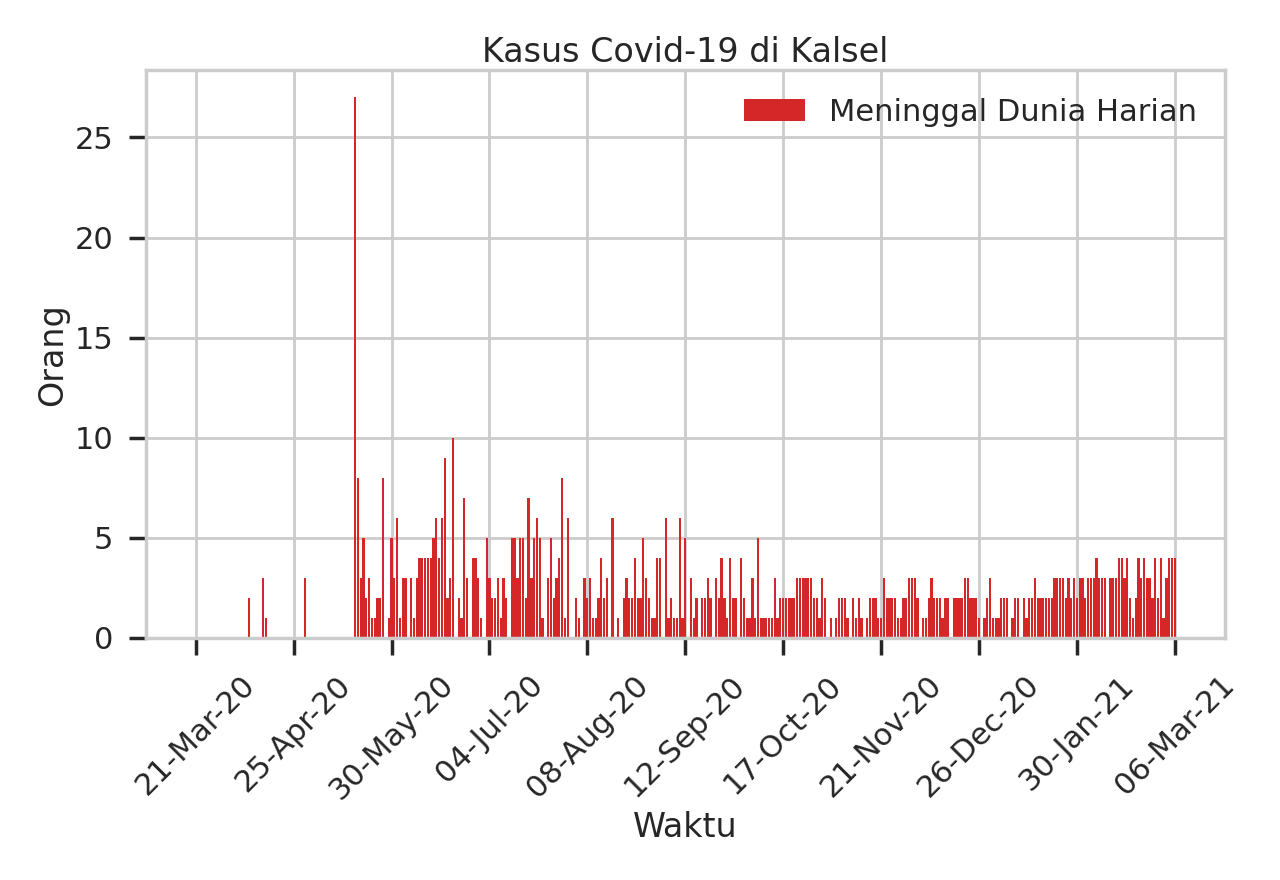 Kasus Covid-19 di Kalsel
Meninggal Dunia Harian
Orang
25
20
15
10
5
0
21-Mar-20
25-Apr-20
30-May-20
04-Jul-20
08-Aug-20
12-Sep-20
17-Oct-20
21-Nov-20
26-Dec-20
30-Jan-21
06-Mar-21
Waktu